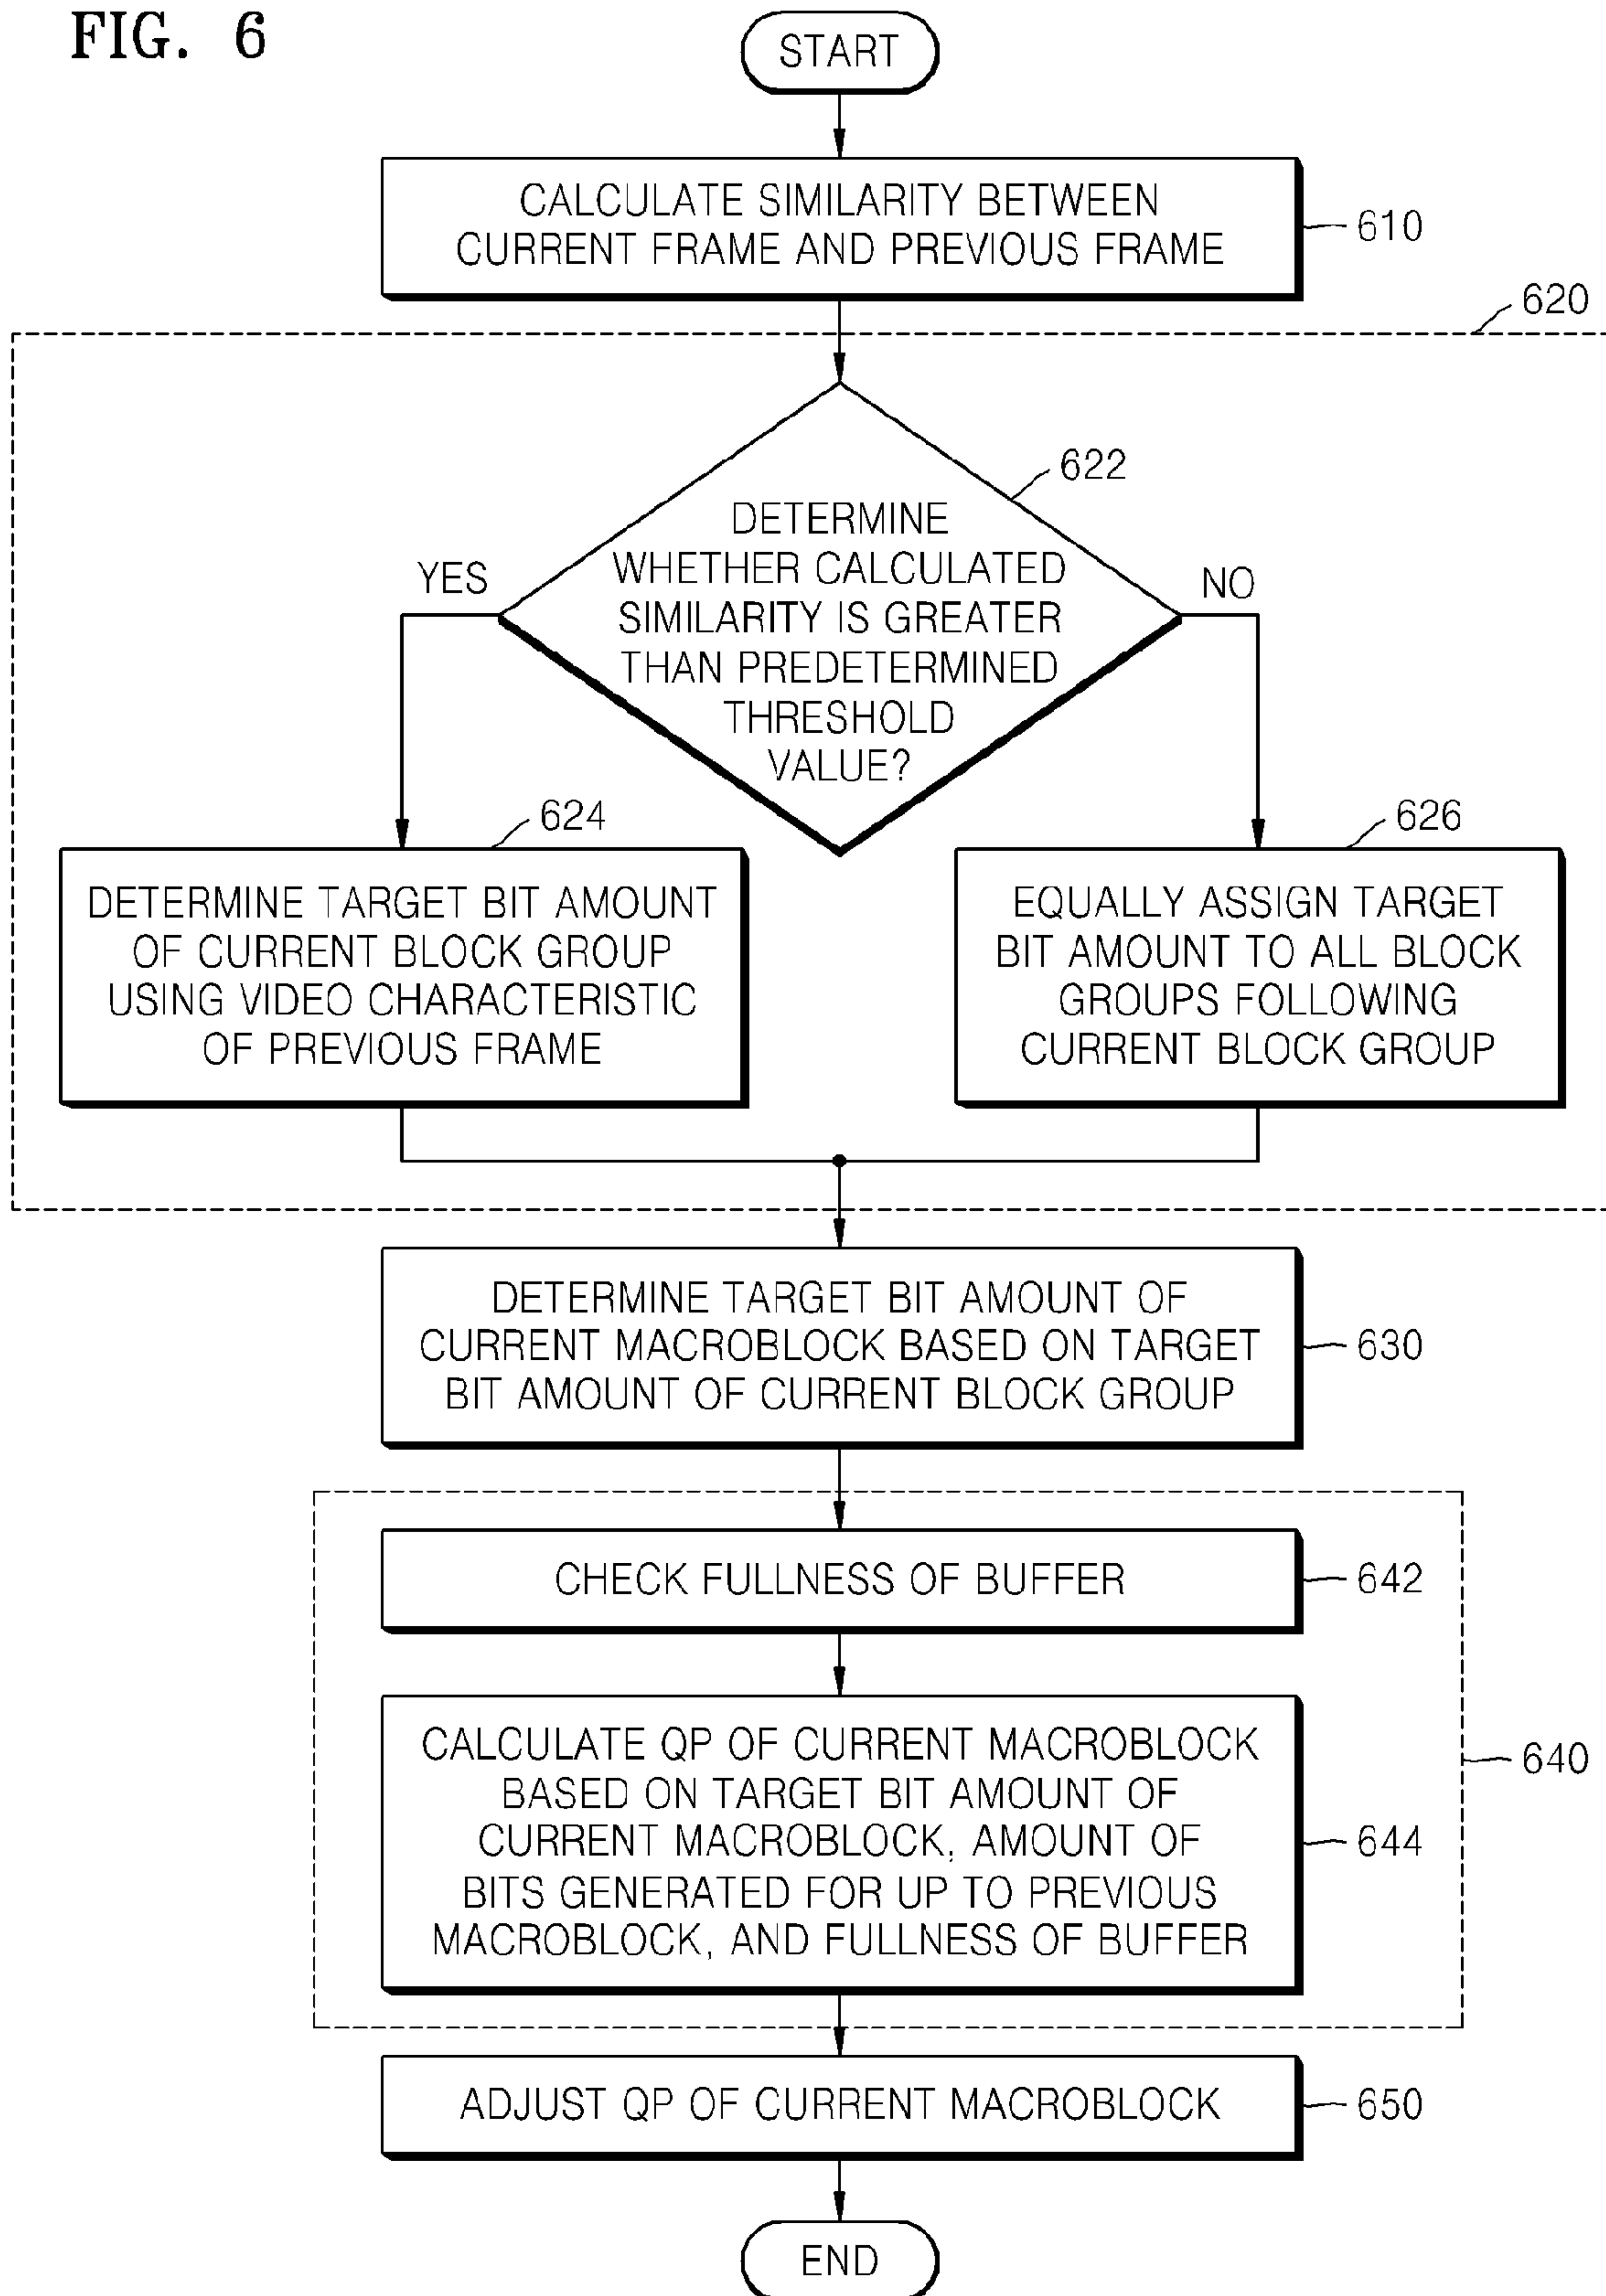 FIG. 6
START
CALCULATE SIMILARITY BETWEEN
CURRENT FRAME AND PREVIOUS FRAME
610
620
622
DETERMINE
WHETHER CALCULATED
SIMILARITY IS GREATER
THAN PREDETERMINED
THRESHOLD
VALUE?
YES
NO
624
DETERMINE TARGET BIT AMOUNT
OF CURRENT BLOCK GROUP
USING VIDEO CHARACTERISTIC
OF PREVIOUS FRAME
626
EQUALLY ASSIGN TARGET
BIT AMOUNT TO ALL BLOCK
GROUPS FOLLOWING
CURRENT BLOCK GROUP
DETERMINE TARGET BIT AMOUNT OF
CURRENT MACROBLOCK BASED ON TARGET
BIT AMOUNT OF CURRENT BLOCK GROUP
630
CHECK FULLNESS OF BUFFER
642
CALCULATE QP OF CURRENT MACROBLOCK
BASED ON TARGET BIT AMOUNT OF
CURRENT MACROBLOCK, AMOUNT OF
BITS GENERATED FOR UP TO PREVIOUS
MACROBLOCK, AND FULLNESS OF BUFFER
644
640
ADJUST QP OF CURRENT MACROBLOCK
650
END